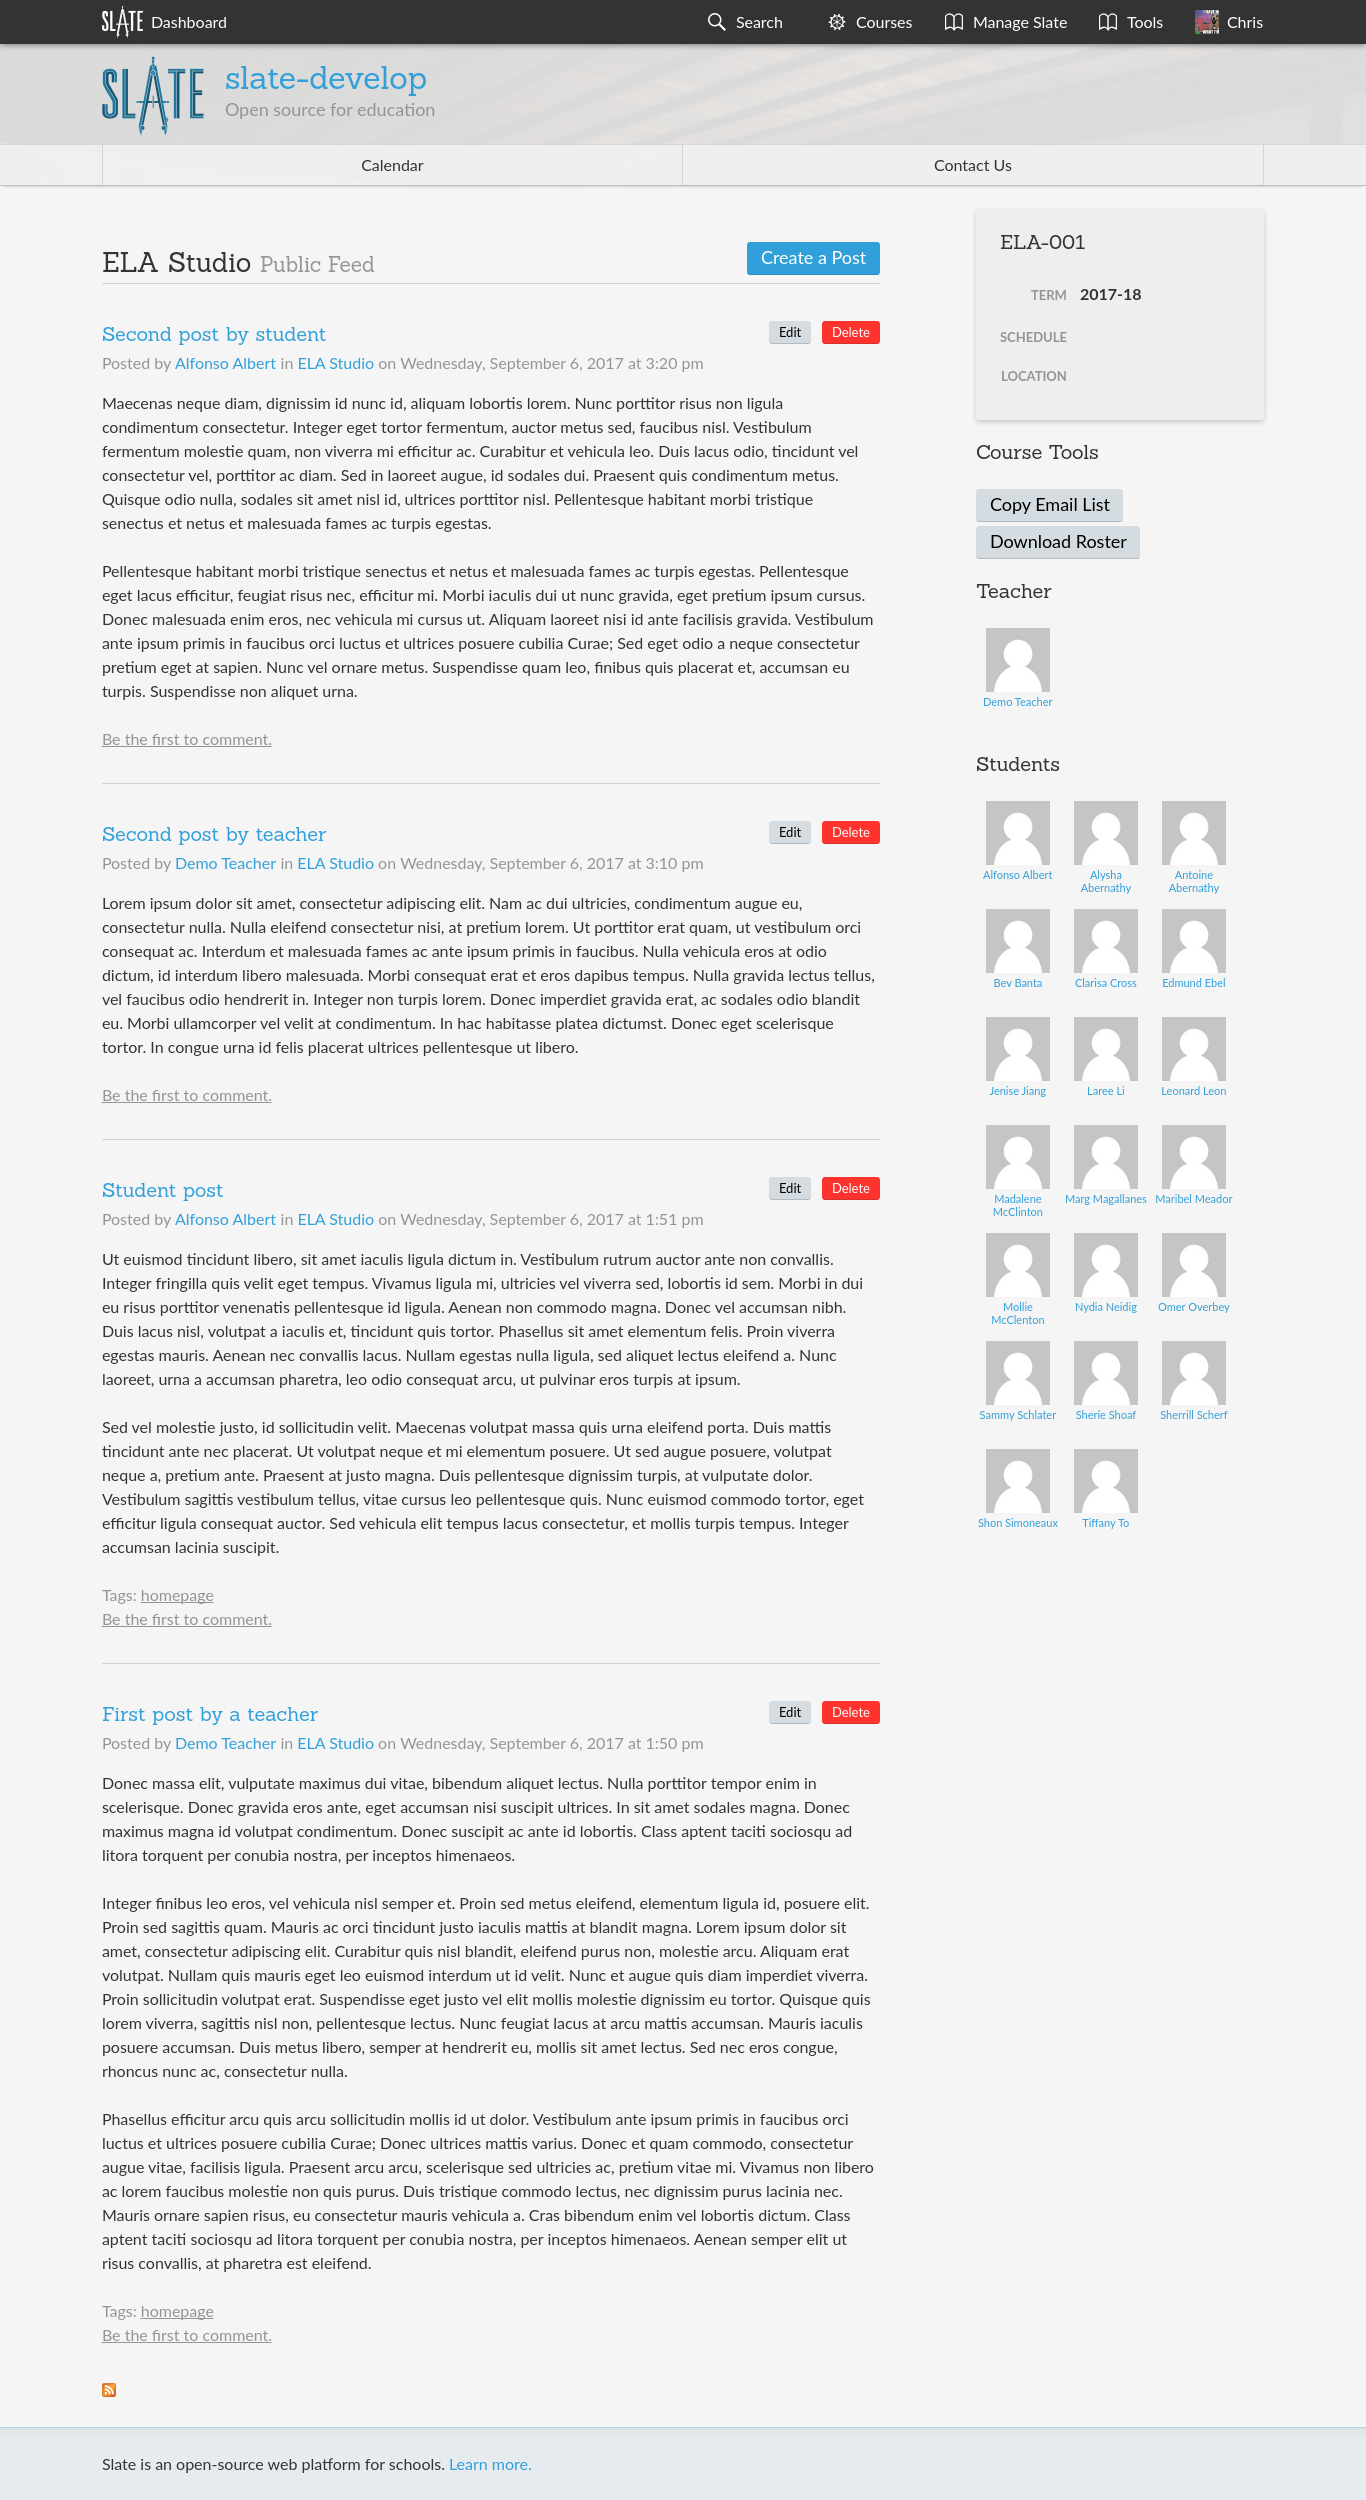 SLATE Dashboard Search Courses Manage Slate Tools Chris
SLATE
slate-develop
Open source for education
Calendar Contact Us
ELA Studio Public Feed
Create a Post
Second post by student
Edit Delete
Posted by Alfonso Albert in ELA Studio on Wednesday, September 6, 2017 at 3:20 pm
Maecenas neque diam, dignissim id nunc id, aliquam lobortis lorem. Nunc porttitor risus non ligula
condimentum consectetur. Integer eget tortor fermentum, auctor metus sed, faucibus nisl. Vestibulum
fermentum molestie quam, non viverra mi efficitur ac. Curabitur et vehicula leo. Duis lacus odio, tincidunt vel
consectetur vel, porttitor ac diam. Sed in laoreet augue, id sodales dui. Praesent quis condimentum metus.
Quisque odio nulla, sodales sit amet nisl id, ultrices porttitor nisl. Pellentesque habitant morbi tristique
senectus et netus et malesuada fames ac turpis egestas.
Pellentesque habitant morbi tristique senectus et netus et malesuada fames ac turpis egestas. Pellentesque
eget lacus efficitur, feugiat risus nec, efficitur mi. Morbi iaculis dui ut nunc gravida, eget pretium ipsum cursus.
Donec malesuada enim eros, nec vehicula mi cursus ut. Aliquam laoreet nisi id ante facilisis gravida. Vestibulum
ante ipsum primis in faucibus orci luctus et ultrices posuere cubilia Curae; Sed eget odio a neque consectetur
pretium eget at sapien. Nunc vel ornare metus. Suspendisse quam leo, finibus quis placerat et, accumsan eu
turpis. Suspendisse non aliquet urna.
Be the first to comment.
Second post by teacher
Edit Delete
Posted by Demo Teacher in ELA Studio on Wednesday, September 6, 2017 at 3:10 pm
Lorem ipsum dolor sit amet, consectetur adipiscing elit. Nam ac dui ultricies, condimentum augue eu,
consectetur nulla. Nulla eleifend consectetur nisi, at pretium lorem. Ut porttitor erat quam, ut vestibulum orci
consequat ac. Interdum et malesuada fames ac ante ipsum primis in faucibus. Nulla vehicula eros at odio
dictum, id interdum libero malesuada. Morbi consequat erat et eros dapibus tempus. Nulla gravida lectus tellus,
vel faucibus odio hendrerit in. Integer non turpis lorem. Donec imperdiet gravida erat, ac sodales odio blandit
eu. Morbi ullamcorper vel velit at condimentum. In hac habitasse platea dictumst. Donec eget scelerisque
tortor. In congue urna id felis placerat ultrices pellentesque ut libero.
Be the first to comment.
Student post
Edit Delete
Posted by Alfonso Albert in ELA Studio on Wednesday, September 6, 2017 at 1:51 pm
Ut euismod tincidunt libero, sit amet iaculis ligula dictum in. Vestibulum rutrum auctor ante non convallis.
Integer fringilla quis velit eget tempus. Vivamus ligula mi, ultricies vel viverra sed, lobortis id sem. Morbi in dui
eu risus porttitor venenatis pellentesque id ligula. Aenean non commodo magna. Donec vel accumsan nibh.
Duis lacus nisl, volutpat a iaculis et, tincidunt quis tortor. Phasellus sit amet elementum felis. Proin viverra
egestas mauris. Aenean nec convallis lacus. Nullam egestas nulla ligula, sed aliquet lectus eleifend a. Nunc
laoreet, urna a accumsan pharetra, leo odio consequat arcu, ut pulvinar eros turpis at ipsum.
Sed vel molestie justo, id sollicitudin velit. Maecenas volutpat massa quis urna eleifend porta. Duis mattis
tincidunt ante nec placerat. Ut volutpat neque et mi elementum posuere. Ut sed augue posuere, volutpat
neque a, pretium ante. Praesent at justo magna. Duis pellentesque dignissim turpis, at vulputate dolor.
Vestibulum sagittis vestibulum tellus, vitae cursus leo pellentesque quis. Nunc euismod commodo tortor, eget
efficitur ligula consequat auctor. Sed vehicula elit tempus lacus consectetur, et mollis turpis tempus. Integer
accumsan lacinia suscipit.
Tags: homepage
Be the first to comment.
First post by a teacher
Edit Delete
Posted by Demo Teacher in ELA Studio on Wednesday, September 6, 2017 at 1:50 pm
Donec massa elit, vulputate maximus dui vitae, bibendum aliquet lectus. Nulla porttitor tempor enim in
scelerisque. Donec gravida eros ante, eget accumsan nisi suscipit ultrices. In sit amet sodales magna. Donec
maximus magna id volutpat condimentum. Donec suscipit ac ante id lobortis. Class aptent taciti sociosqu ad
litora torquent per conubia nostra, per inceptos himenaeos.
Integer finibus leo eros, vel vehicula nisl semper et. Proin sed metus eleifend, elementum ligula id, posuere elit.
Proin sed sagittis quam. Mauris ac orci tincidunt justo iaculis mattis at blandit magna. Lorem ipsum dolor sit
amet, consectetur adipiscing elit. Curabitur quis nisl blandit, eleifend purus non, molestie arcu. Aliquam erat
volutpat. Nullam quis mauris eget leo euismod interdum ut id velit. Nunc et augue quis diam imperdiet viverra.
Proin sollicitudin volutpat erat. Suspendisse eget justo vel elit mollis molestie dignissim eu tortor. Quisque quis
lorem viverra, sagittis nisl non, pellentesque lectus. Nunc feugiat lacus at arcu mattis accumsan. Mauris iaculis
posuere accumsan. Duis metus libero, semper at hendrerit eu, mollis sit amet lectus. Sed nec eros congue,
rhoncus nunc ac, consectetur nulla.
Phasellus efficitur arcu quis arcu sollicitudin mollis id ut dolor. Vestibulum ante ipsum primis in faucibus orci
luctus et ultrices posuere cubilia Curae; Donec ultrices mattis varius. Donec et quam commodo, consectetur
augue vitae, facilisis ligula. Praesent arcu arcu, scelerisque sed ultricies ac, pretium vitae mi. Vivamus non libero
ac lorem faucibus molestie non quis purus. Duis tristique commodo lectus, nec dignissim purus lacinia nec.
Mauris ornare sapien risus, eu consectetur mauris vehicula a. Cras bibendum enim vel lobortis dictum. Class
aptent taciti sociosqu ad litora torquent per conubia nostra, per inceptos himenaeos. Aenean semper elit ut
risus convallis, at pharetra est eleifend.
Tags: homepage
Be the first to comment.
ELA-001
TERM 2017-18
SCHEDULE
LOCATION
Course Tools
Copy Email List
Download Roster
Teacher
Demo Teacher
Students
Alfonso Albert Alysha Antoine
Abernathy Abernathy
Bev Banta Clarisa Cross Edmund Ebel
Jenise Jiang Laree Li Leonard Leon
Madalene Marg Magallanes Maribel Meador
McClinton
Mollie Nydia Neidig Omer Overbey
McClenton
Sammy Schlater Sherie Shoaf Sherrill Scherf
Shon Simoneaux Tiffany To
Slate is an open-source web platform for schools. Learn more.